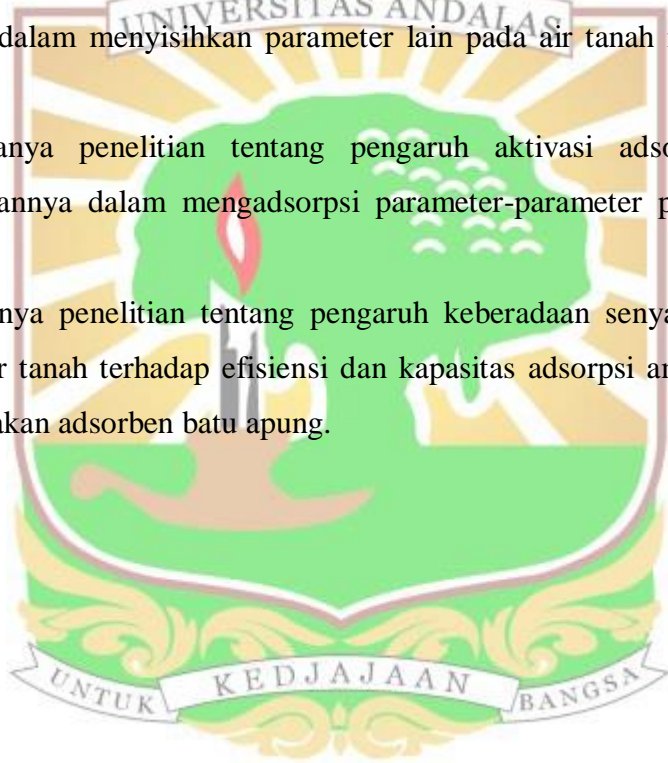 UNIVERSITAS ANDALAS
dalam menyisihkan parameter lain pada air tanah
anya penelitian tentang pengaruh aktivasi adso
annya dalam mengadsorpsi parameter-parameter p
nya penelitian tentang pengaruh keberadaan senya
r tanah terhadap efisiensi dan kapasitas adsorpsi a
akan adsorben batu apung.
UNTUK KEDJAJAAN BANGSA